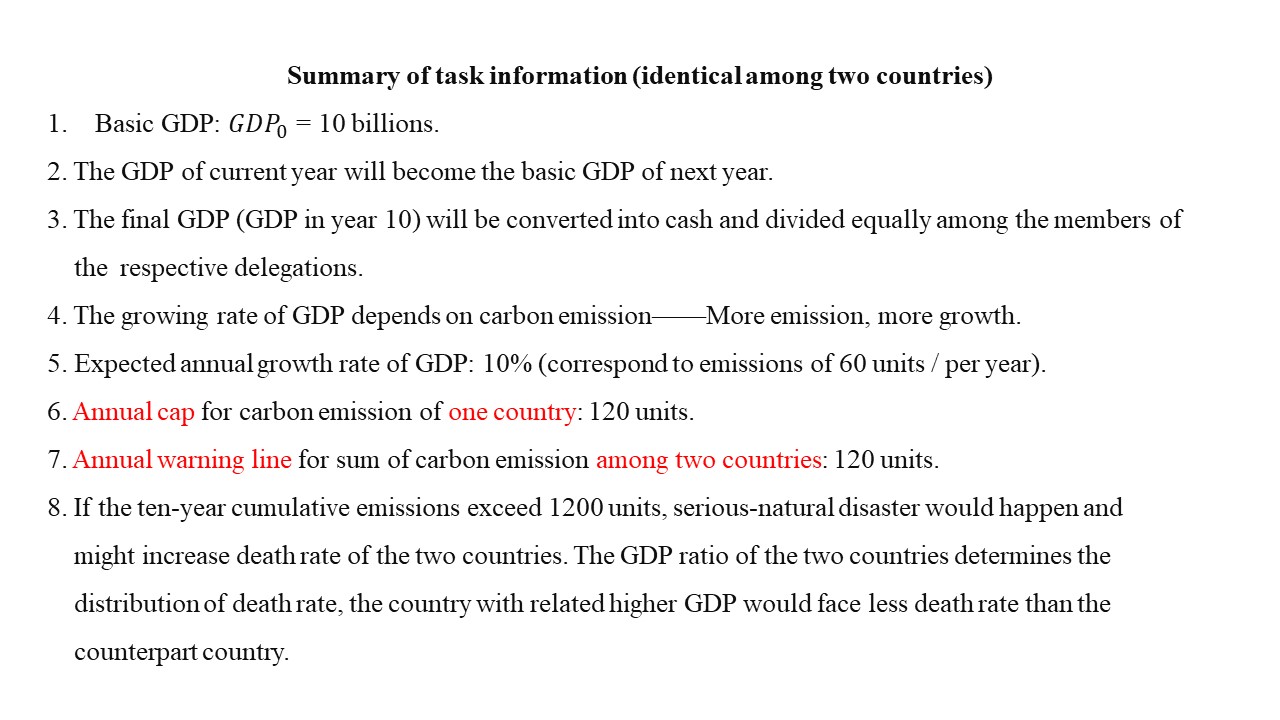 Summary of task information (identical among two countries)
1. Basic GDP: GDP₀ = 10 billions.
2. The GDP of current year will become the basic GDP of next year.
3. The final GDP (GDP in year 10) will be converted into cash and divided equally among the members of
the respective delegations.
4. The growing rate of GDP depends on carbon emission——More emission, more growth.
5. Expected annual growth rate of GDP: 10% (correspond to emissions of 60 units / per year).
6. Annual cap for carbon emission of one country: 120 units.
7. Annual warning line for sum of carbon emission among two countries: 120 units.
8. If the ten-year cumulative emissions exceed 1200 units, serious-natural disaster would happen and
might increase death rate of the two countries. The GDP ratio of the two countries determines the
distribution of death rate, the country with related higher GDP would face less death rate than the
counterpart country.